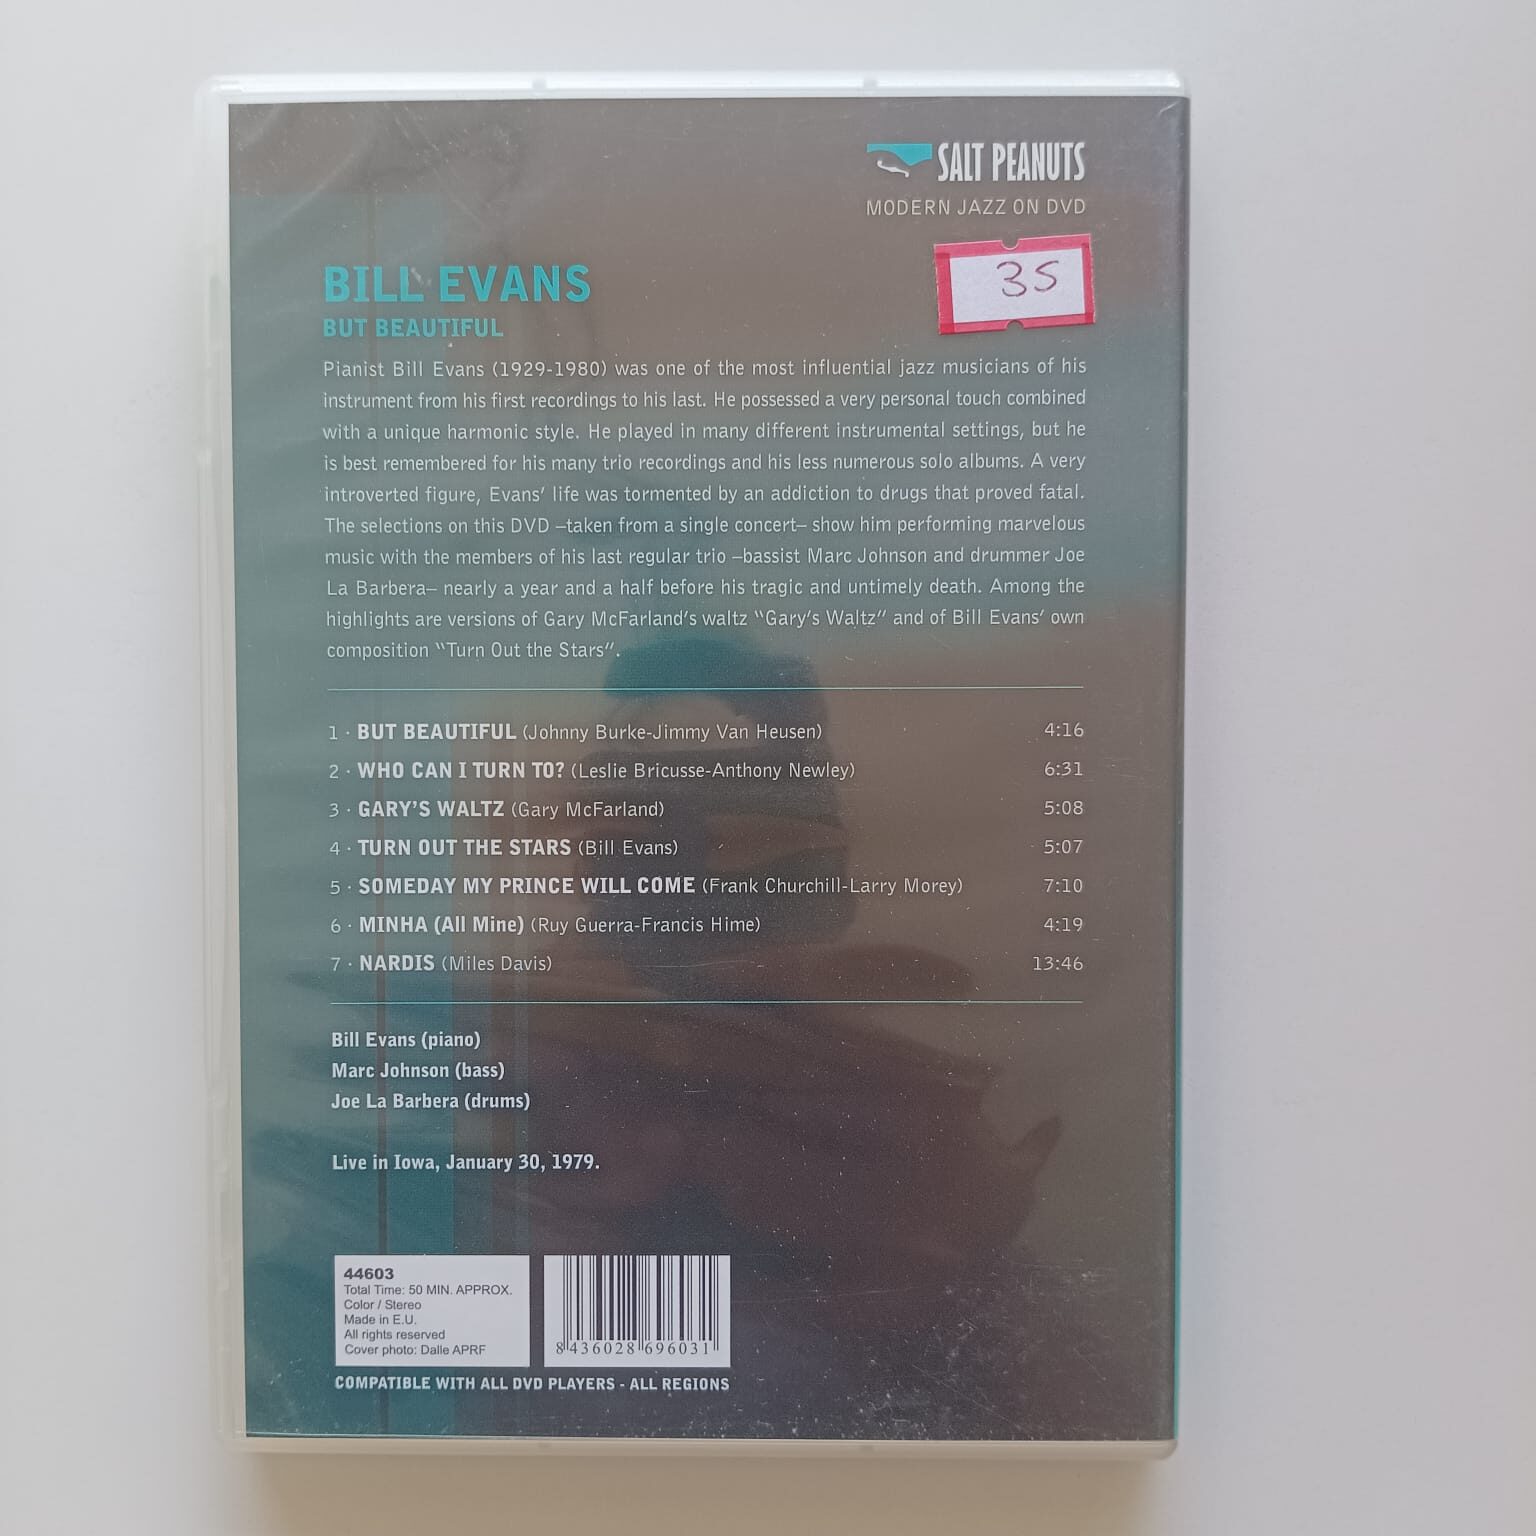 SALT PEANUTS
MODERN JAZZ ON DVD
35
BILL EVANS
BUT BEAUTIFUL
Pianist Bill Evans (1929-1980) was one of the most influential jazz musicians of his
instrument from his first recordings to his last. He possessed a very personal touch combined
with a unique harmonic style. He played in many different instrumental settings, but he
is best remembered for his many trio recordings and his less numerous solo albums. A very
introverted figure, Evans' life was tormented by an addiction to drugs that proved fatal.
The selections on this DVD –taken from a single concert– show him performing marvelous
music with the members of his last regular trio –bassist Marc Johnson and drummer Joe
La Barbera– nearly a year and a half before his tragic and untimely death. Among the
highlights are versions of Gary McFarland's waltz "Gary's Waltz" and of Bill Evans' own
composition "Turn Out the Stars".
1 · BUT BEAUTIFUL (Johnny Burke-Jimmy Van Heusen) 4:16
2 · WHO CAN I TURN TO? (Leslie Bricusse-Anthony Newley) 6:31
3 · GARY'S WALTZ (Gary McFarland) 5:08
4 · TURN OUT THE STARS (Bill Evans) 5:07
5 · SOMEDAY MY PRINCE WILL COME (Frank Churchill-Larry Morey) 7:10
6 · MINHA (All Mine) (Ruy Guerra-Francis Hime) 4:19
7 · NARDIS (Miles Davis) 13:46
Bill Evans (piano)
Marc Johnson (bass)
Joe La Barbera (drums)
Live in Iowa, January 30, 1979.
44603
Total Time: 50 MIN. APPROX.
Color / Stereo
Made in E.U.
All rights reserved
Cover photo: Dalle APRF
8 436028 696031
COMPATIBLE WITH ALL DVD PLAYERS - ALL REGIONS